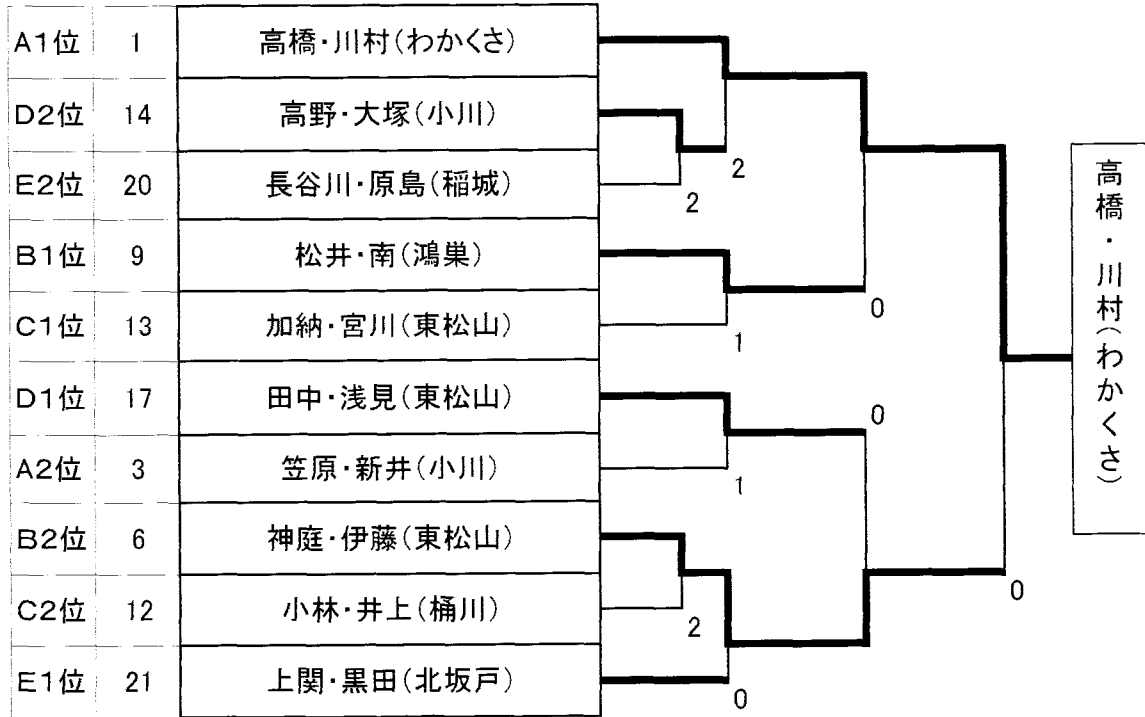 A1位 1 高橋・川村(わかくさ)
D2位 14 高野・大塚(小川)
2
E2位 20 長谷川・原島(稲城)
2
B1位 9 松井・南(鴻巣)
0
C1位 13 加納・宮川(東松山)
1
D1位 17 田中・浅見(東松山)
0
A2位 3 笠原・新井(小川)
1
B2位 6 神庭・伊藤(東松山)
C2位 12 小林・井上(桶川)
2
0
E1位 21 上関・黒田(北坂戸)
0
高橋・川村(わかくさ)